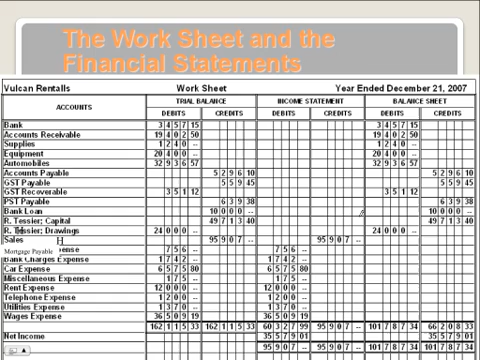 The Work Sheet and the
Financial Statements
Vulcan Rentalls Work Sheet Year Ended December 21, 2007
ACCOUNTS TRIAL BALANCE INCOME STATEMENT BALANCE SHEET
DEBITS CREDITS DEBITS CREDITS DEBITS CREDITS
Bank 3 4 5 7 15 3 4 5 7 15
Accounts Receivable 19 4 0 2 50 19 4 0 2 50
Supplies 1 2 4 0 -- 1 2 4 0 --
Equipment 20 4 0 0 -- 20 4 0 0 --
Automobiles 32 9 3 6 57 32 9 3 6 57
Accounts Payable 5 2 9 6 10 5 2 9 6 10
GST Payable 5 5 9 45 5 5 9 45
GST Recoverable 3 5 1 12 3 5 1 12
PST Payable 6 3 9 38 6 3 9 38
Bank Loan 10 0 0 0 -- 10 0 0 0 --
R. Tessier; Capital 49 7 1 3 40 49 7 1 3 40
R. Tessier; Drawings 24 0 0 0 -- 24 0 0 0 --
Sales H 95 9 0 7 -- 95 9 0 7 --
Mortgage Payable ense 7 5 6 -- 7 5 6 --
Bank Charges Expense 1 7 4 2 -- 1 7 4 2 --
Car Expense 6 5 7 5 80 6 5 7 5 80
Miscellaneous Expense 1 7 5 -- 1 7 5 --
Rent Expense 12 0 0 0 -- 12 0 0 0 --
Telephone Expense 1 2 0 0 -- 1 2 0 0 --
Utilities Expense 1 3 7 0 -- 1 3 7 0 --
Wages Expense 36 5 0 9 19 36 5 0 9 19
162 1 1 5 33 162 1 1 5 33 60 3 2 7 99 95 9 0 7 -- 101 7 8 7 34 66 2 0 8 33
Net Income 35 5 7 9 01 35 5 7 9 01
95 9 0 7 -- 95 9 0 7 -- 101 7 8 7 34 101 7 8 7 34